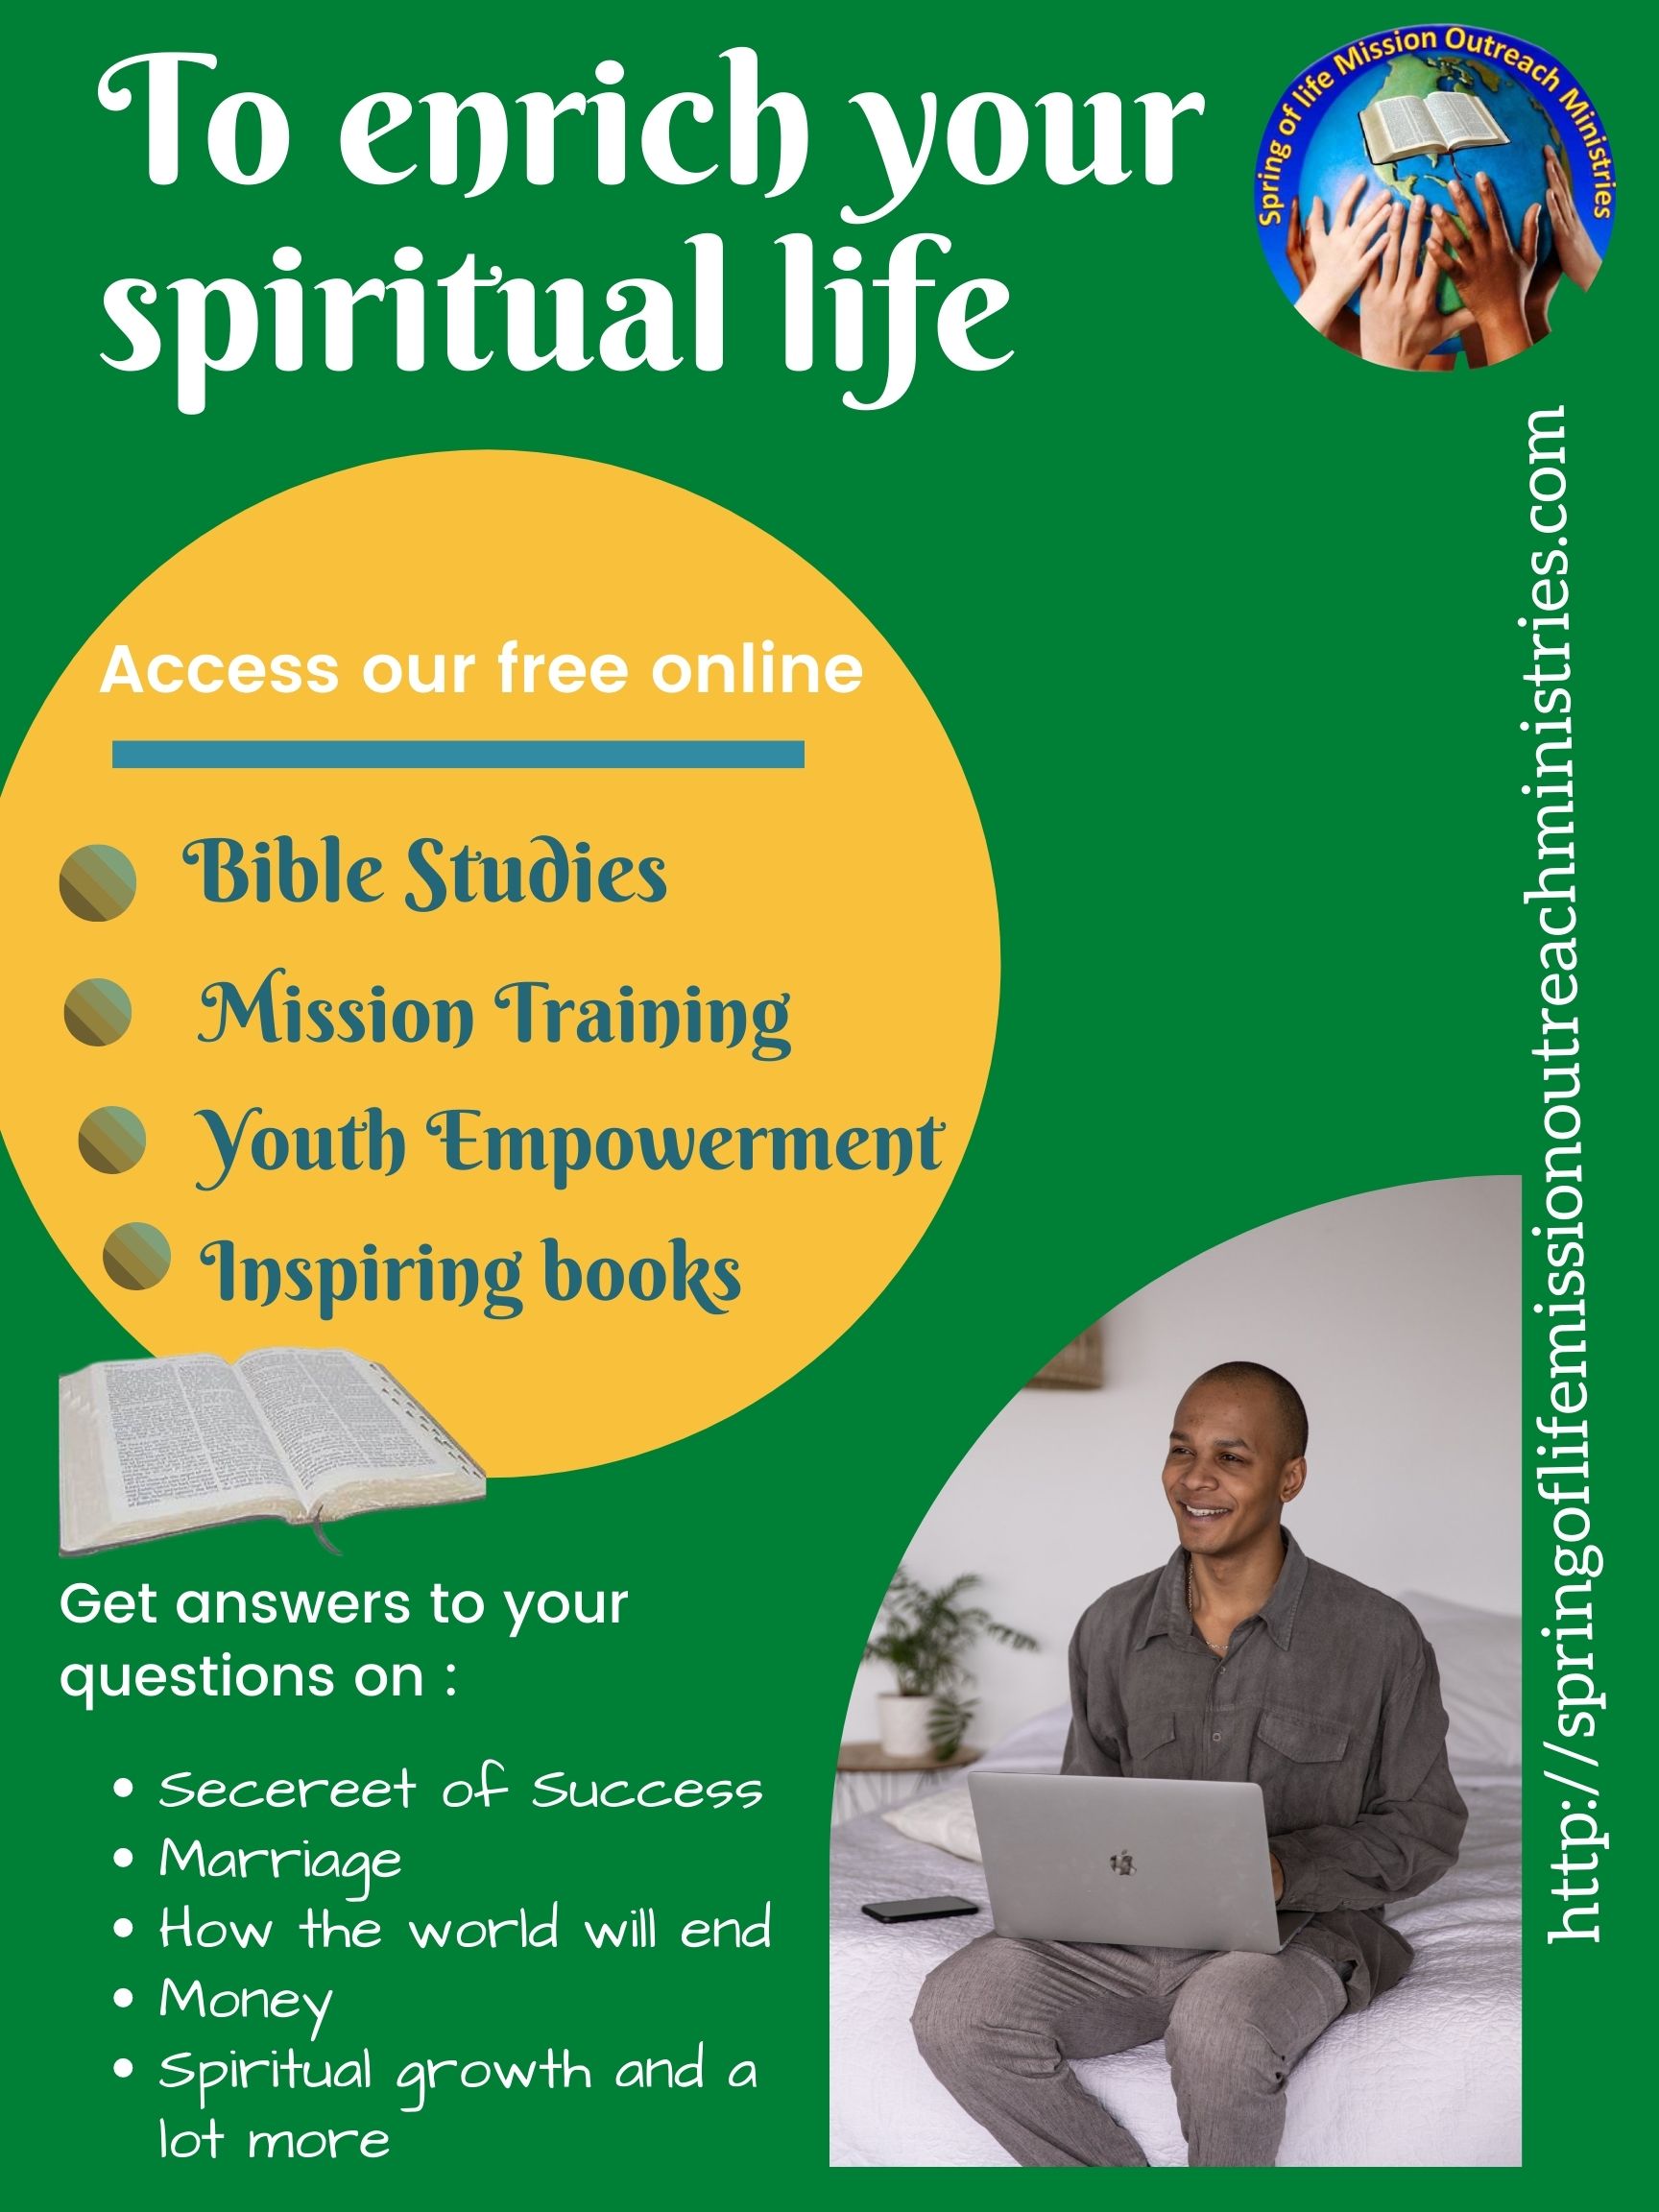 To enrich your
spiritual life
Spring of life Mission Outreach Ministries
Access our free online
Bible Studies
Mission Training
Youth Empowerment
Inspiring books
Get answers to your
questions on :
• Secereet of Success
• Marriage
• How the world will end
• Money
• Spiritual growth and a
lot more
http://springoflifemissionoutreachministries.com